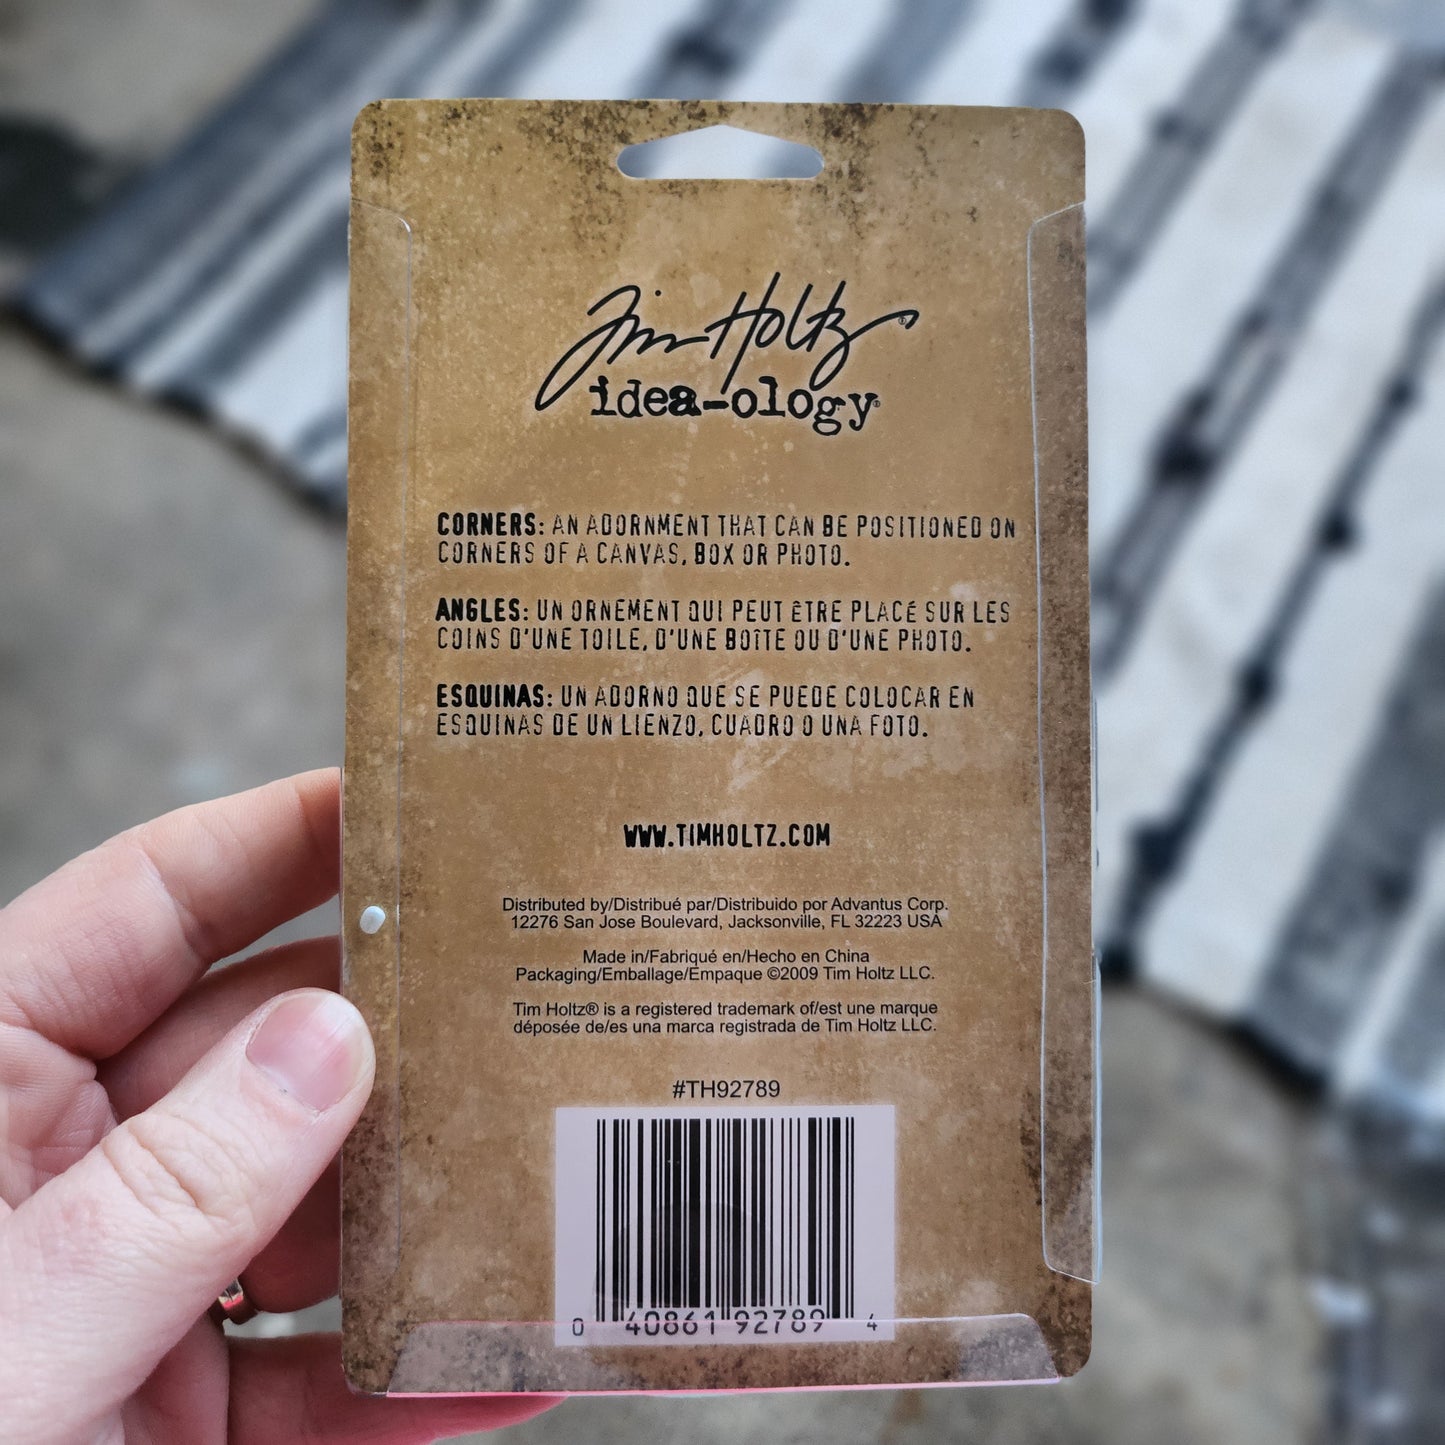 Tim Holtz®
idea-ology®
CORNERS: AN ADORNMENT THAT CAN BE POSITIONED ON
CORNERS OF A CANVAS, BOX OR PHOTO.
ANGLES: UN ORNEMENT QUI PEUT ÊTRE PLACÉ SUR LES
COINS D'UNE TOILE, D'UNE BOÎTE OU D'UNE PHOTO.
ESQUINAS: UN ADORNO QUE SE PUEDE COLOCAR EN
ESQUINAS DE UN LIENZO, CUADRO O UNA FOTO.
WWW.TIMHOLTZ.COM
Distributed by/Distribué par/Distribuido por Advantus Corp.
12276 San Jose Boulevard, Jacksonville, FL 32223 USA
Made in/Fabriqué en/Hecho en China
Packaging/Emballage/Empaque ©2009 Tim Holtz LLC.
Tim Holtz® is a registered trademark of/est une marque
déposée de/es una marca registrada de Tim Holtz LLC.
#TH92789
0 40861 92789 4